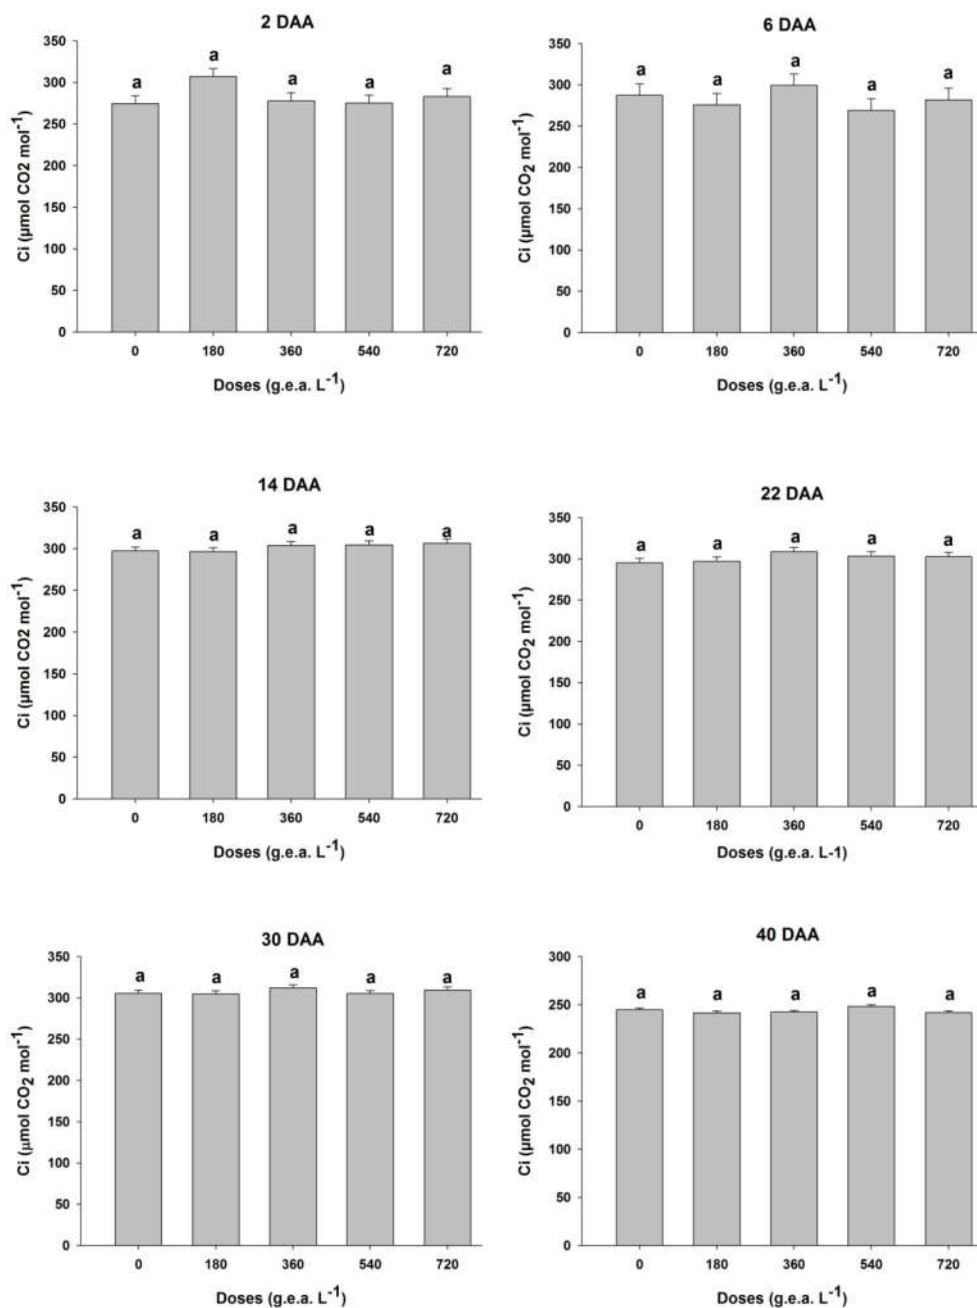 2 DAA
Ci (µmol CO2 mol⁻¹)
350
300
250
200
150
100
50
0
a a a a a
0 180 360 540 720
Doses (g.e.a. L⁻¹)
6 DAA
Ci (µmol CO₂ mol⁻¹)
350
300
250
200
150
100
50
0
a a a a a
0 180 360 540 720
Doses (g.e.a. L⁻¹)
14 DAA
Ci (µmol CO2 mol⁻¹)
350
300
250
200
150
100
50
0
a a a a a
0 180 360 540 720
Doses (g.e.a. L⁻¹)
22 DAA
Ci (µmol CO₂ mol⁻¹)
350
300
250
200
150
100
50
0
a a a a a
0 180 360 540 720
Doses (g.e.a. L-1)
30 DAA
Ci (µmol CO₂ mol⁻¹)
350
300
250
200
150
100
50
0
a a a a a
0 180 360 540 720
Doses (g.e.a. L⁻¹)
40 DAA
Ci (µmol CO₂ mol⁻¹)
300
250
200
150
100
50
0
a a a a a
0 180 360 540 720
Doses (g.e.a. L⁻¹)